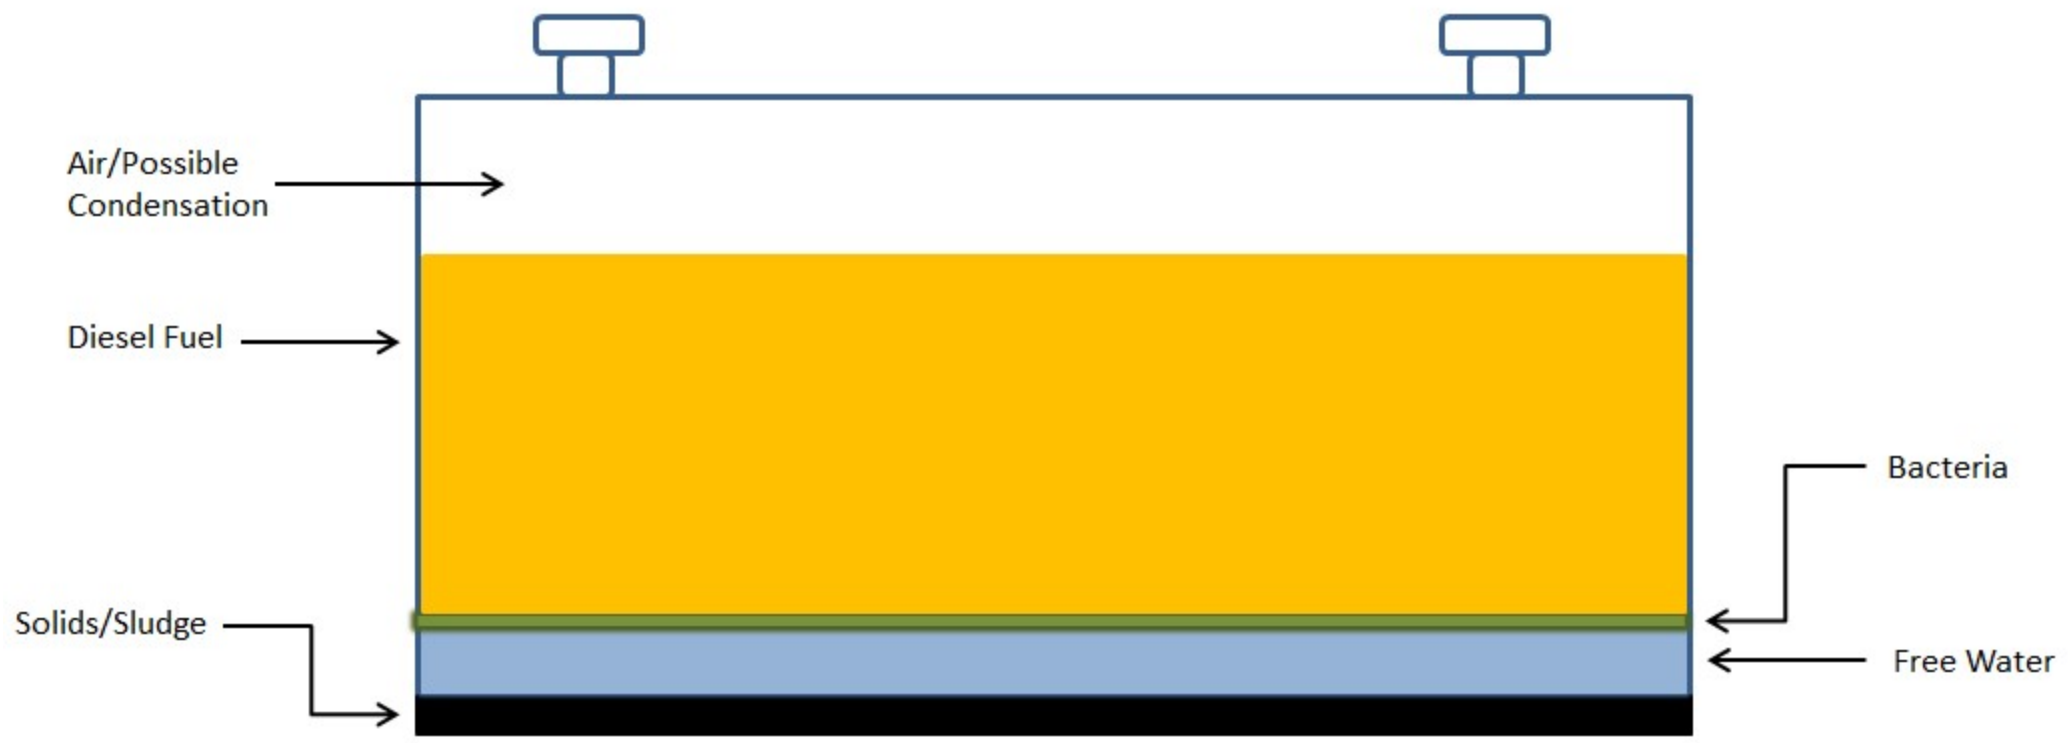 Air/Possible
Condensation
Diesel Fuel
Bacteria
Solids/Sludge
Free Water